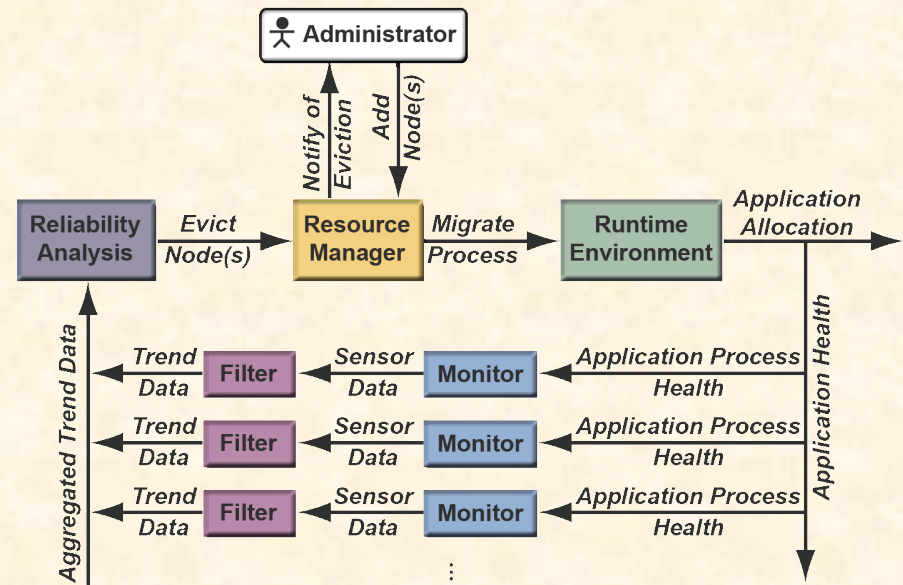 Administrator
Notify of
Eviction
Add
Node(s)
Reliability
Analysis
Evict
Node(s)
Resource
Manager
Migrate
Process
Runtime
Environment
Application
Allocation
Aggregated Trend Data
Application Health
Trend
Data
Filter
Sensor
Data
Monitor
Application Process
Health
Trend
Data
Filter
Sensor
Data
Monitor
Application Process
Health
Trend
Data
Filter
Sensor
Data
Monitor
Application Process
Health
...